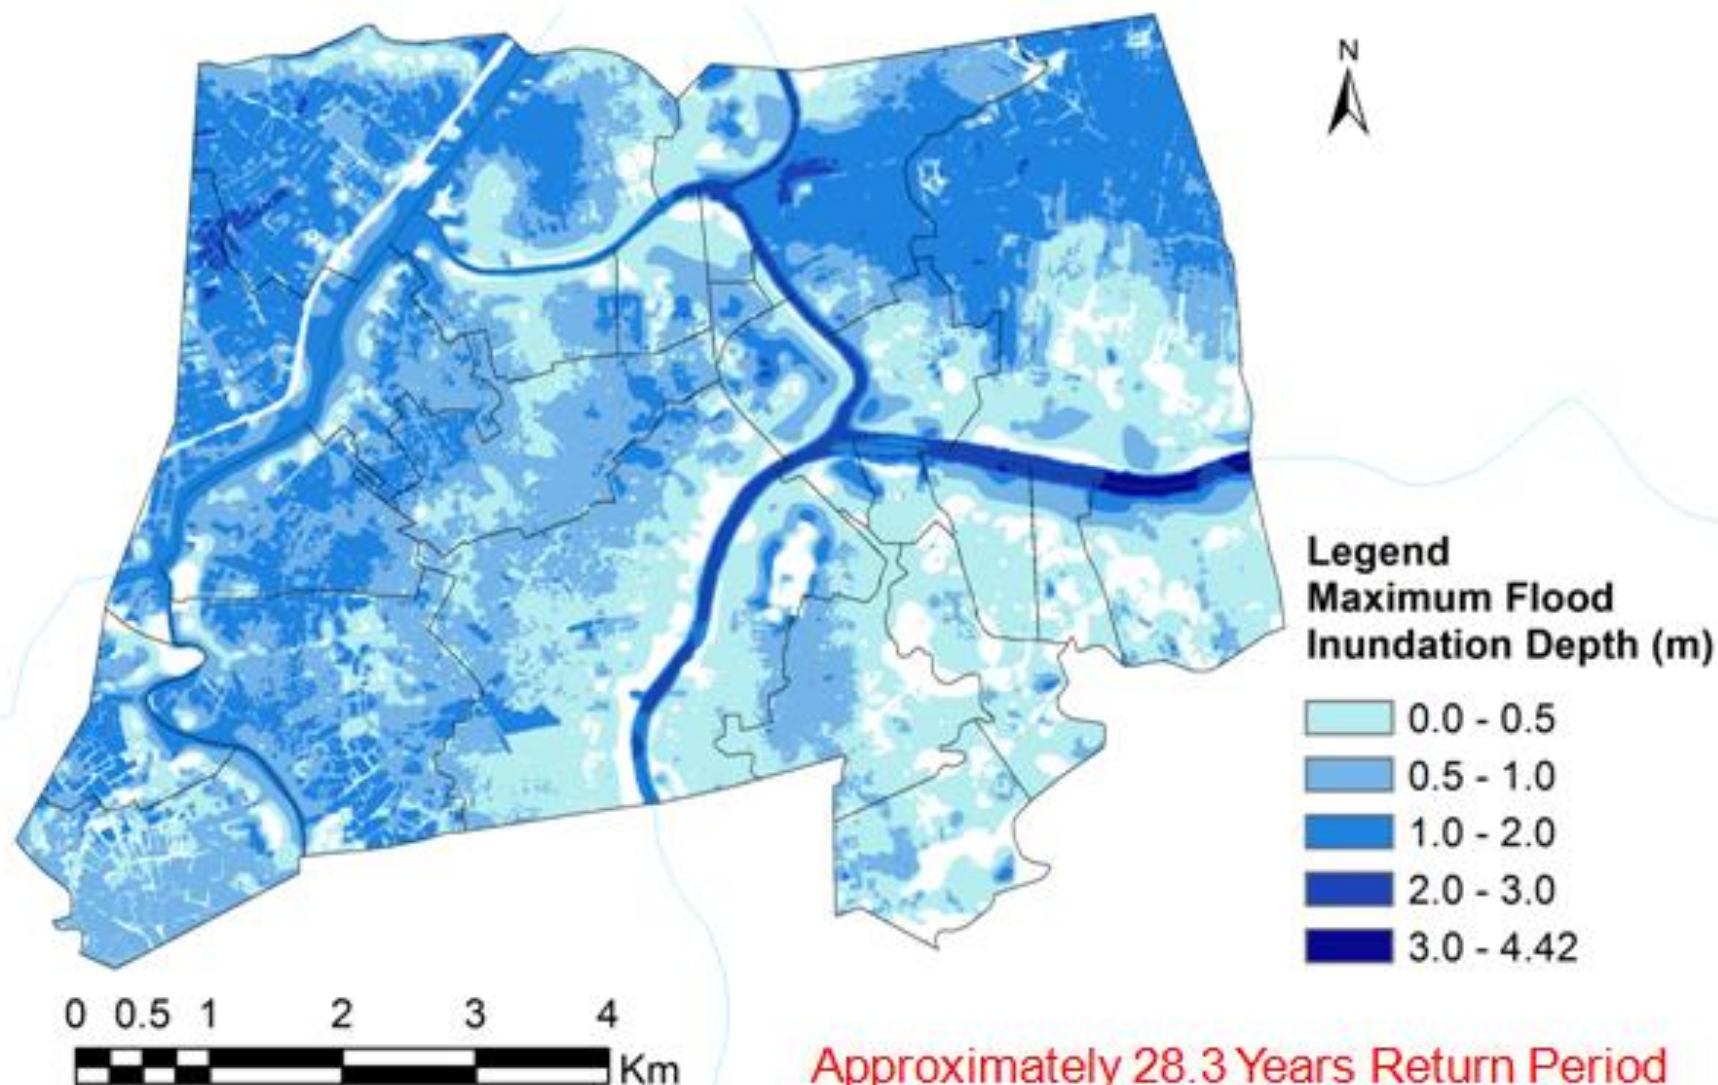 N
Legend
Maximum Flood
Inundation Depth (m)
0.0 - 0.5
0.5 - 1.0
1.0 - 2.0
2.0 - 3.0
3.0 - 4.42
0 0.5 1 2 3 4
Km
Approximately 28.3 Years Return Period